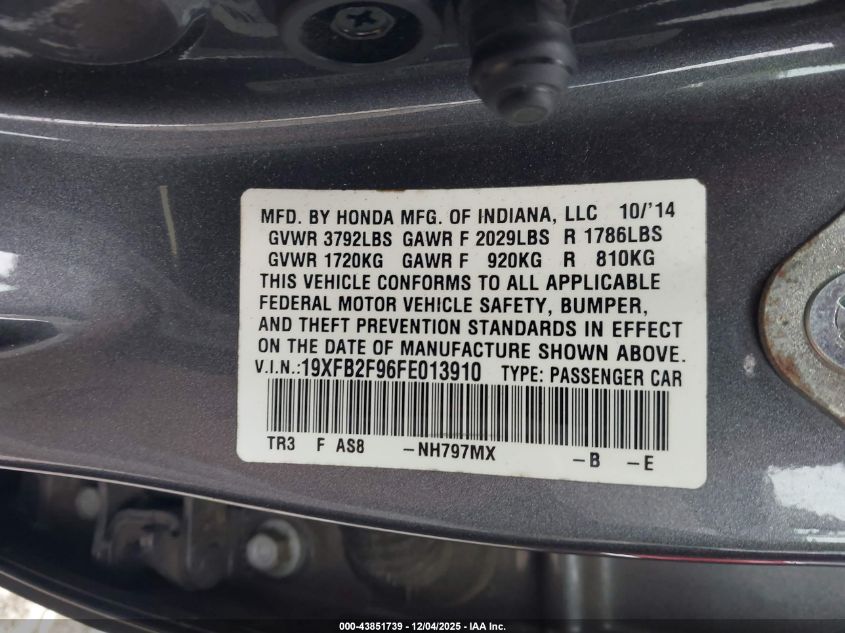 MFD. BY HONDA MFG. OF INDIANA, LLC 10/'14
GVWR 3792LBS GAWR F 2029LBS R 1786LBS
GVWR 1720KG GAWR F 920KG R 810KG
THIS VEHICLE CONFORMS TO ALL APPLICABLE
FEDERAL MOTOR VEHICLE SAFETY, BUMPER,
AND THEFT PREVENTION STANDARDS IN EFFECT
ON THE DATE OF MANUFACTURE SHOWN ABOVE.
V.I.N.:19XFB2F96FE013910 TYPE: PASSENGER CAR
TR3 F AS8 -NH797MX -B -E
000-43851739 - 12/04/2025 - IAA Inc.